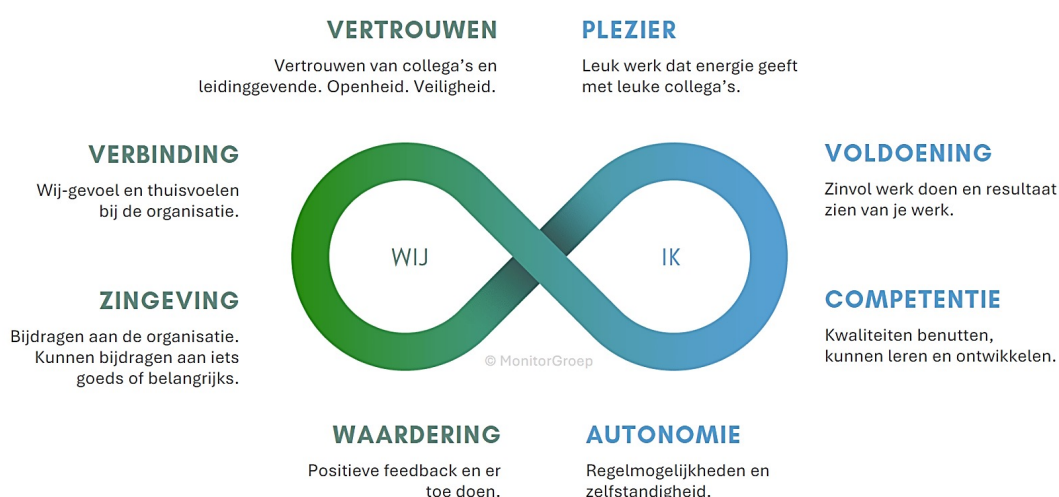 VERTROUWEN
Vertrouwen van collega's en
leidinggevende. Openheid. Veiligheid.
PLEZIER
Leuk werk dat energie geeft
met leuke collega's.
VERBINDING
Wij-gevoel en thuisvoelen
bij de organisatie.
VOLDOENING
Zinvol werk doen en resultaat
zien van je werk.
WIJ
IK
ZINGEVING
Bijdragen aan de organisatie.
Kunnen bijdragen aan iets
goeds of belangrijks.
COMPETENTIE
Kwaliteiten benutten,
kunnen leren en ontwikkelen.
© MonitorGroep
WAARDERING
Positieve feedback en er
toe doen.
AUTONOMIE
Regelmogelijkheden en
zelfstandigheid.